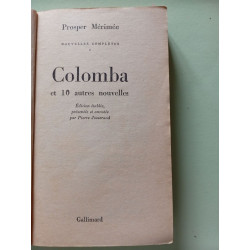 Prosper Mérimée
NOUVELLES COMPLÈTES
I
Colomba
et 10 autres nouvelles
Édition établie,
présentée et annotée
par Pierre Josserand
Gallimard